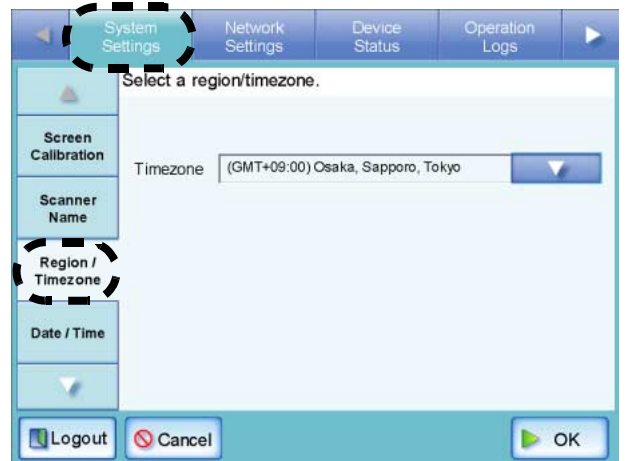 System Settings
Network Settings
Device Status
Operation Logs
Select a region/timezone.
Screen Calibration
Scanner Name
Region / Timezone
Date / Time
Timezone
(GMT+09:00) Osaka, Sapporo, Tokyo
Logout
Cancel
OK